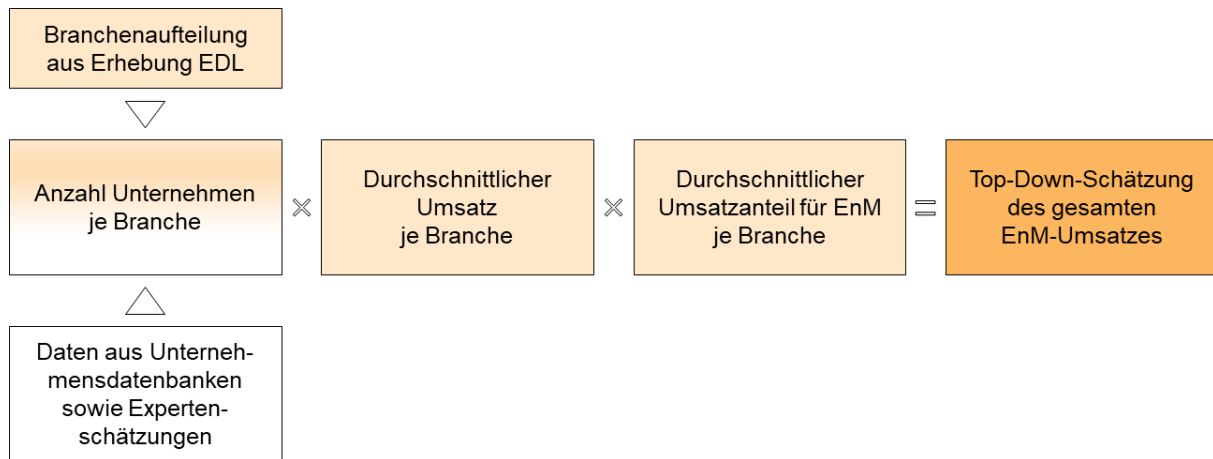 Branchenaufteilung
aus Erhebung EDL
Anzahl Unternehmen
je Branche
×
Durchschnittlicher
Umsatz
je Branche
×
Durchschnittlicher
Umsatzanteil für EnM
je Branche
=
Top-Down-Schätzung
des gesamten
EnM-Umsatzes
Daten aus Unterneh-
mensdatenbanken
sowie Experten-
schätzungen